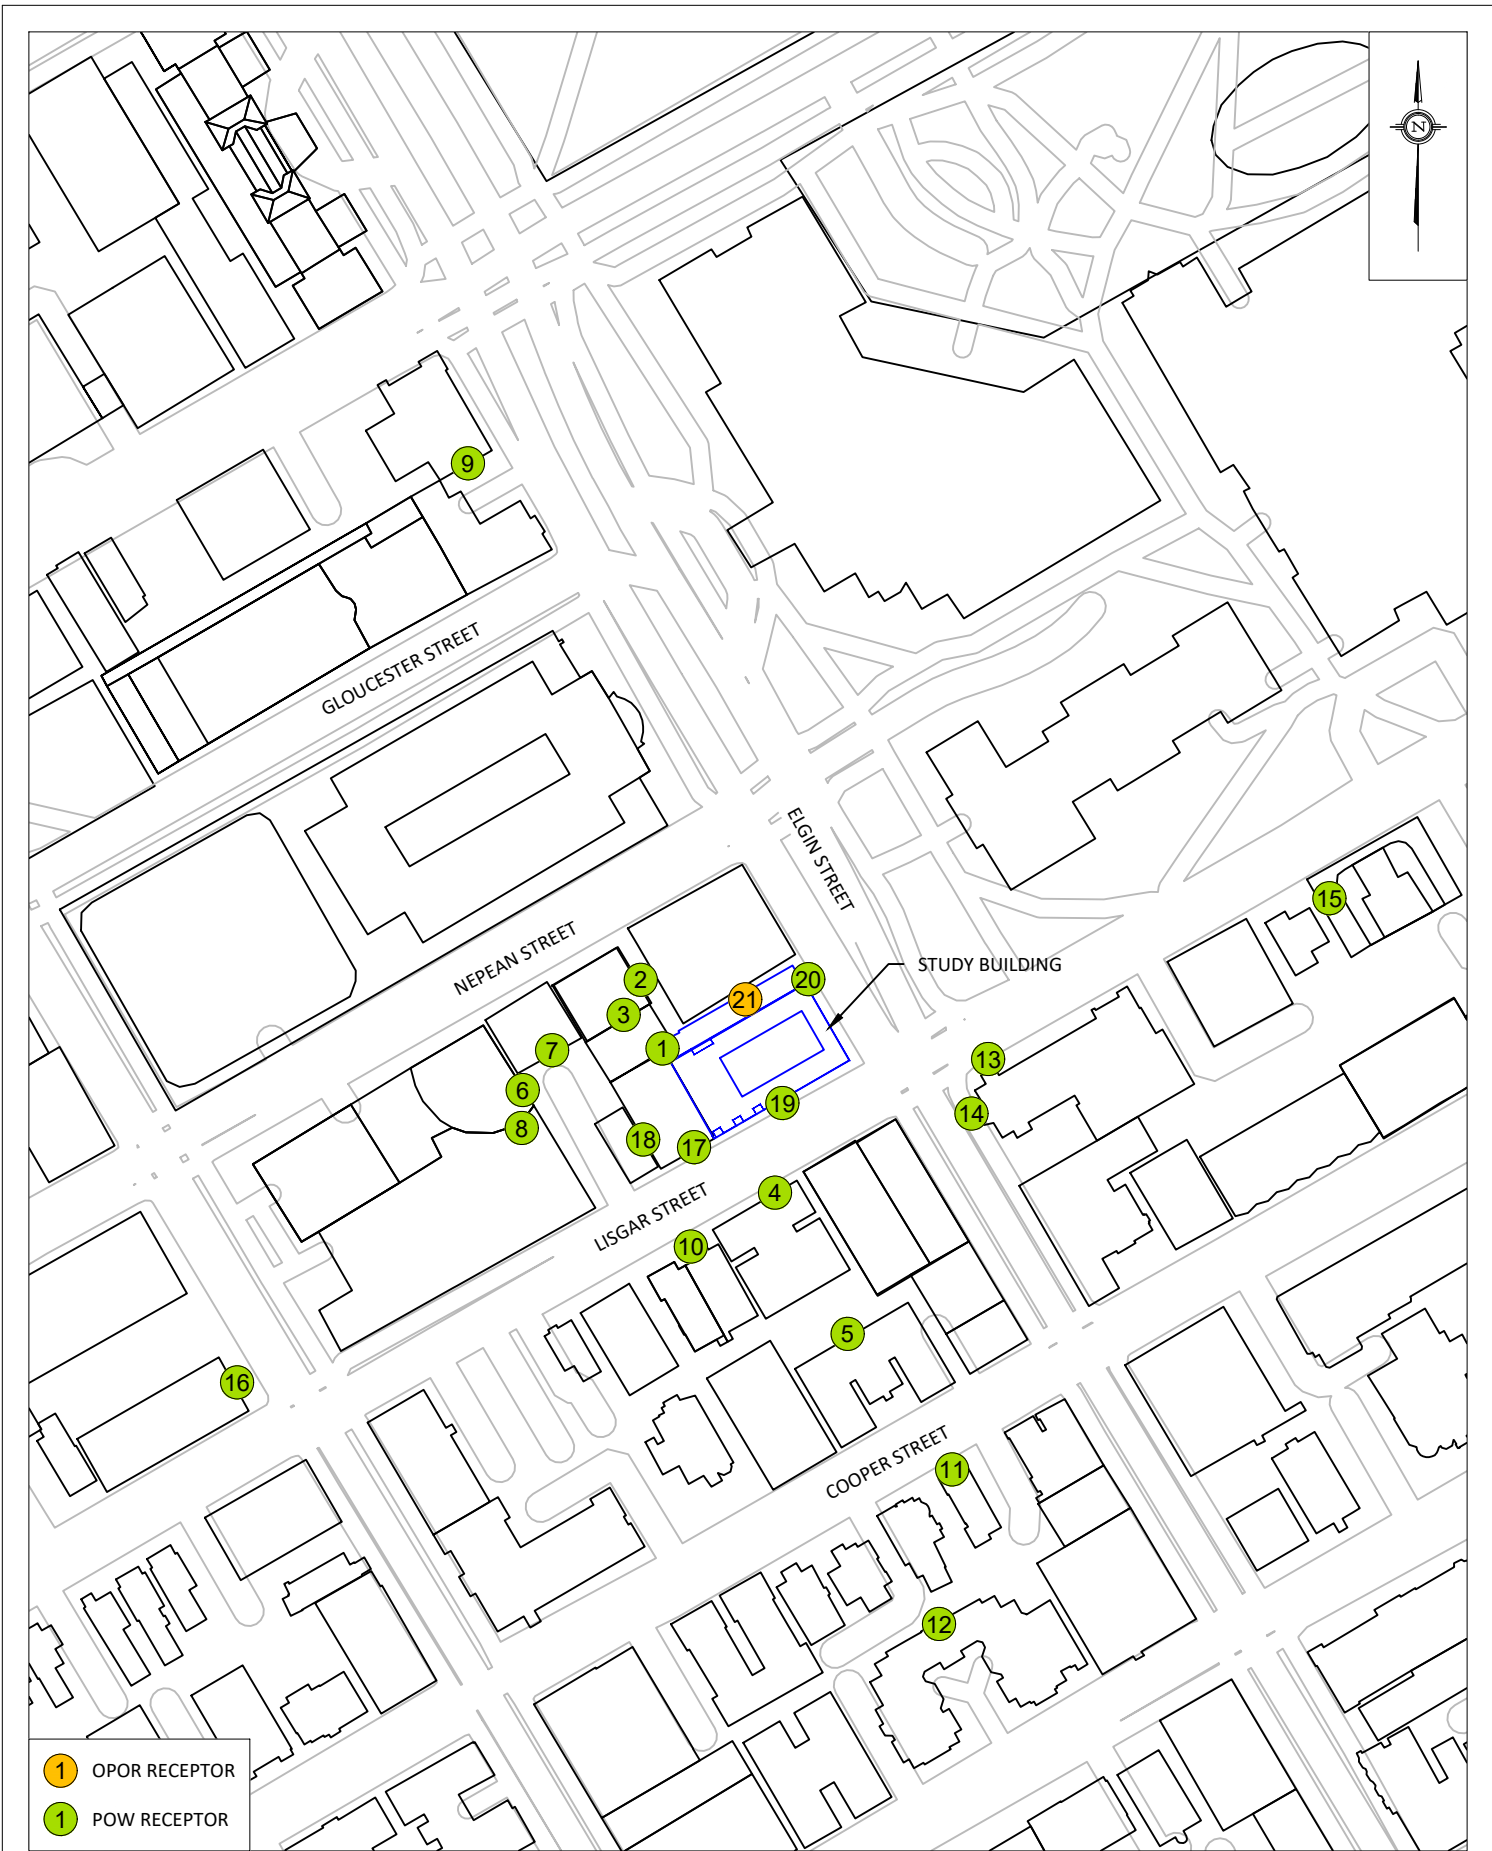 N
9
GLOUCESTER STREET
ELGIN STREET
15
NEPEAN STREET
STUDY BUILDING
2
20
21
3
1
7
13
6
19
14
8
18
17
4
LISGAR STREET
10
5
16
COOPER STREET
11
12
1 OPOR RECEPTOR
1 POW RECEPTOR